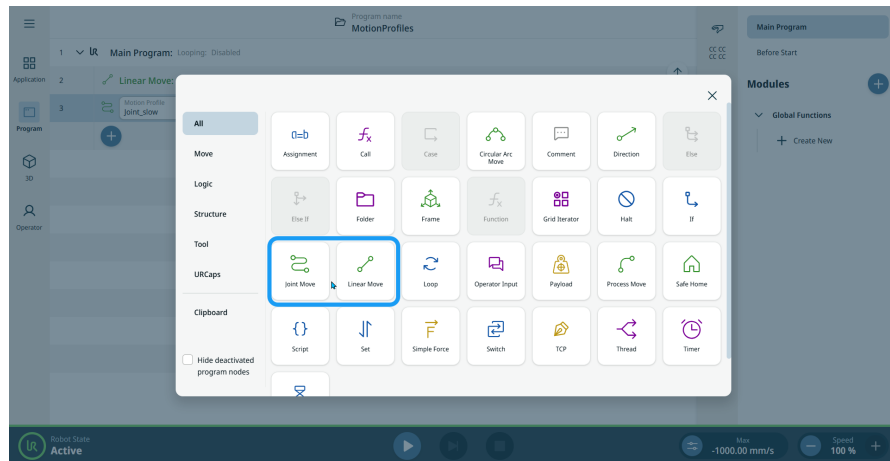 Program name
MotionProfiles
Application
Program
3D
Operator
1 Main Program: Looping: Disabled
2 Linear Move:
3 Motion Profile
Joint_slow
All
Move
Logic
Structure
Tool
URCaps
Clipboard
Hide deactivated
program nodes
Assignment
Call
Case
Circular Arc
Move
Comment
Direction
Else
Else If
Folder
Frame
Function
Grid Iterator
Halt
If
Joint Move
Linear Move
Loop
Operator Input
Payload
Process Move
Safe Home
Script
Set
Simple Force
Switch
TCP
Thread
Timer
CC CC
CC CC
Main Program
Before Start
Modules
Global Functions
Create New
Robot State
Active
Max
-1000.00 mm/s
Speed
100 %